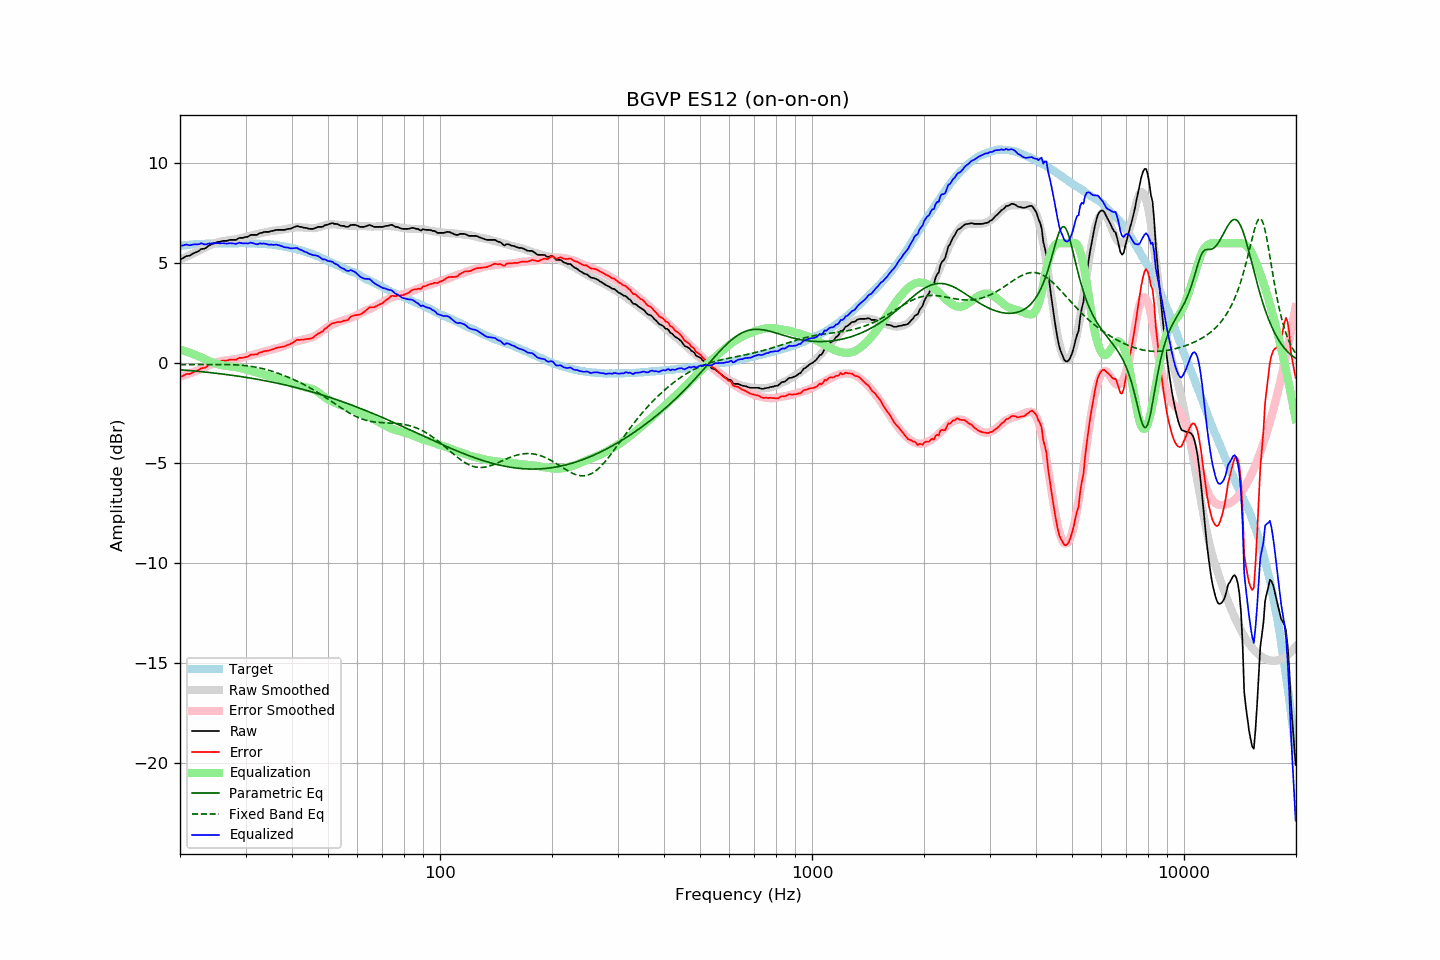 BGVP ES12 (on-on-on)
10
5
0
−5
−10
−15
−20
Amplitude (dBr)
Target
Raw Smoothed
Error Smoothed
Raw
Error
Equalization
Parametric Eq
Fixed Band Eq
Equalized
100
1000
10000
Frequency (Hz)